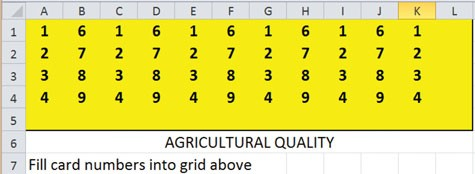 A B C D E F G H I J K L
1 1 6 1 6 1 6 1 6 1 6 1
2 2 7 2 7 2 7 2 7 2 7 2
3 3 8 3 8 3 8 3 8 3 8 3
4 4 9 4 9 4 9 4 9 4 9 4
5
6 AGRICULTURAL QUALITY
7 Fill card numbers into grid above